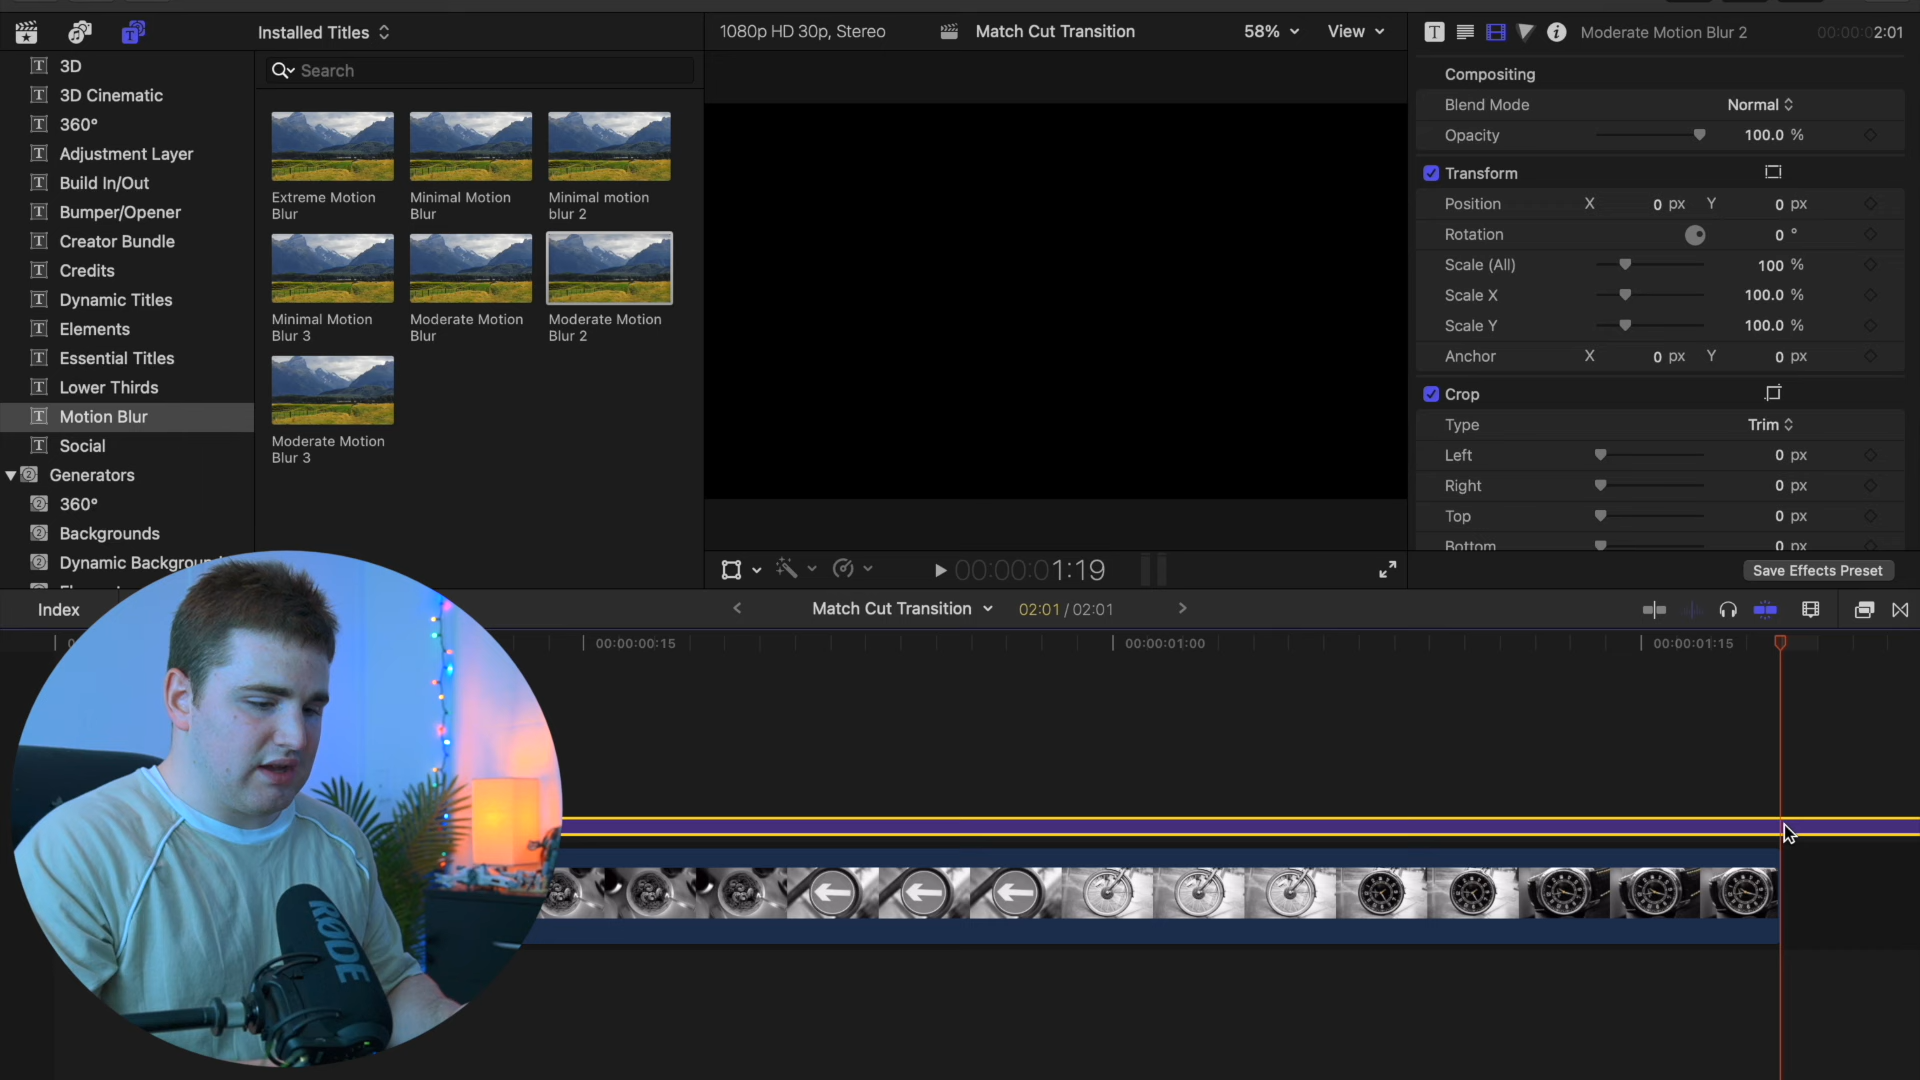 Installed Titles
1080p HD 30p, Stereo
Match Cut Transition
58%
View
Moderate Motion Blur 2
00:00:02:01
3D
3D Cinematic
360°
Adjustment Layer
Build In/Out
Bumper/Opener
Creator Bundle
Credits
Dynamic Titles
Elements
Essential Titles
Lower Thirds
Motion Blur
Social
Generators
360°
Backgrounds
Dynamic
Search
Extreme Motion
Blur
Minimal Motion
Blur
Minimal motion
blur 2
Minimal Motion
Blur 3
Moderate Motion
Blur
Moderate Motion
Blur 2
Moderate Motion
Blur 3
Compositing
Blend Mode Normal
Opacity 100.0 %
Transform
Position X 0 px Y 0 px
Rotation 0 °
Scale (All) 100 %
Scale X 100.0 %
Scale Y 100.0 %
Anchor X 0 px Y 0 px
Crop
Type Trim
Left 0 px
Right 0 px
Top 0 px
Bottom 0 px
Save Effects Preset
00:00:01:19
Index
Match Cut Transition
02:01 / 02:01
00:00:00:15
00:00:01:00
00:00:01:15
RØDE